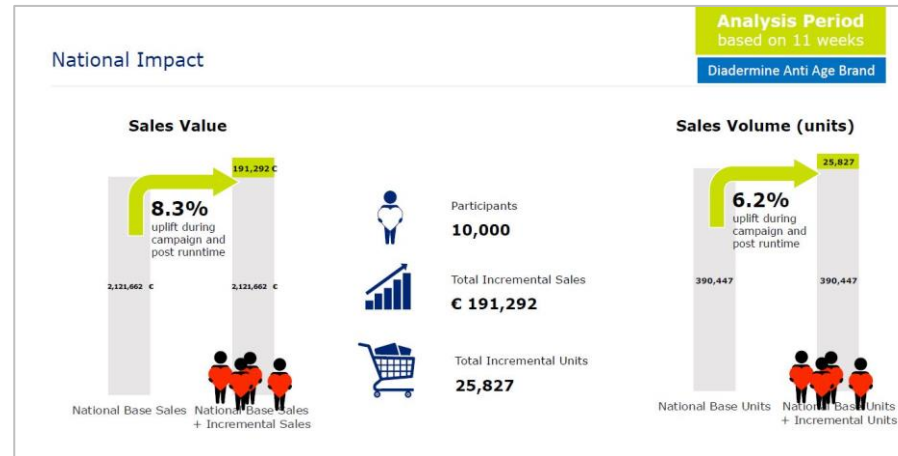 Analysis Period
based on 11 weeks
Diadermine Anti Age Brand
National Impact
Sales Value
191,292 €
8.3%
uplift during
campaign and
post runntime
2,121,662 €
2,121,662 €
National Base Sales
National Base Sales
+ Incremental Sales
Participants
10,000
Total Incremental Sales
€ 191,292
Total Incremental Units
25,827
Sales Volume (units)
25,827
6.2%
uplift during
campaign and
post runtime
390,447
390,447
National Base Units
National Base Units
+ Incremental Units